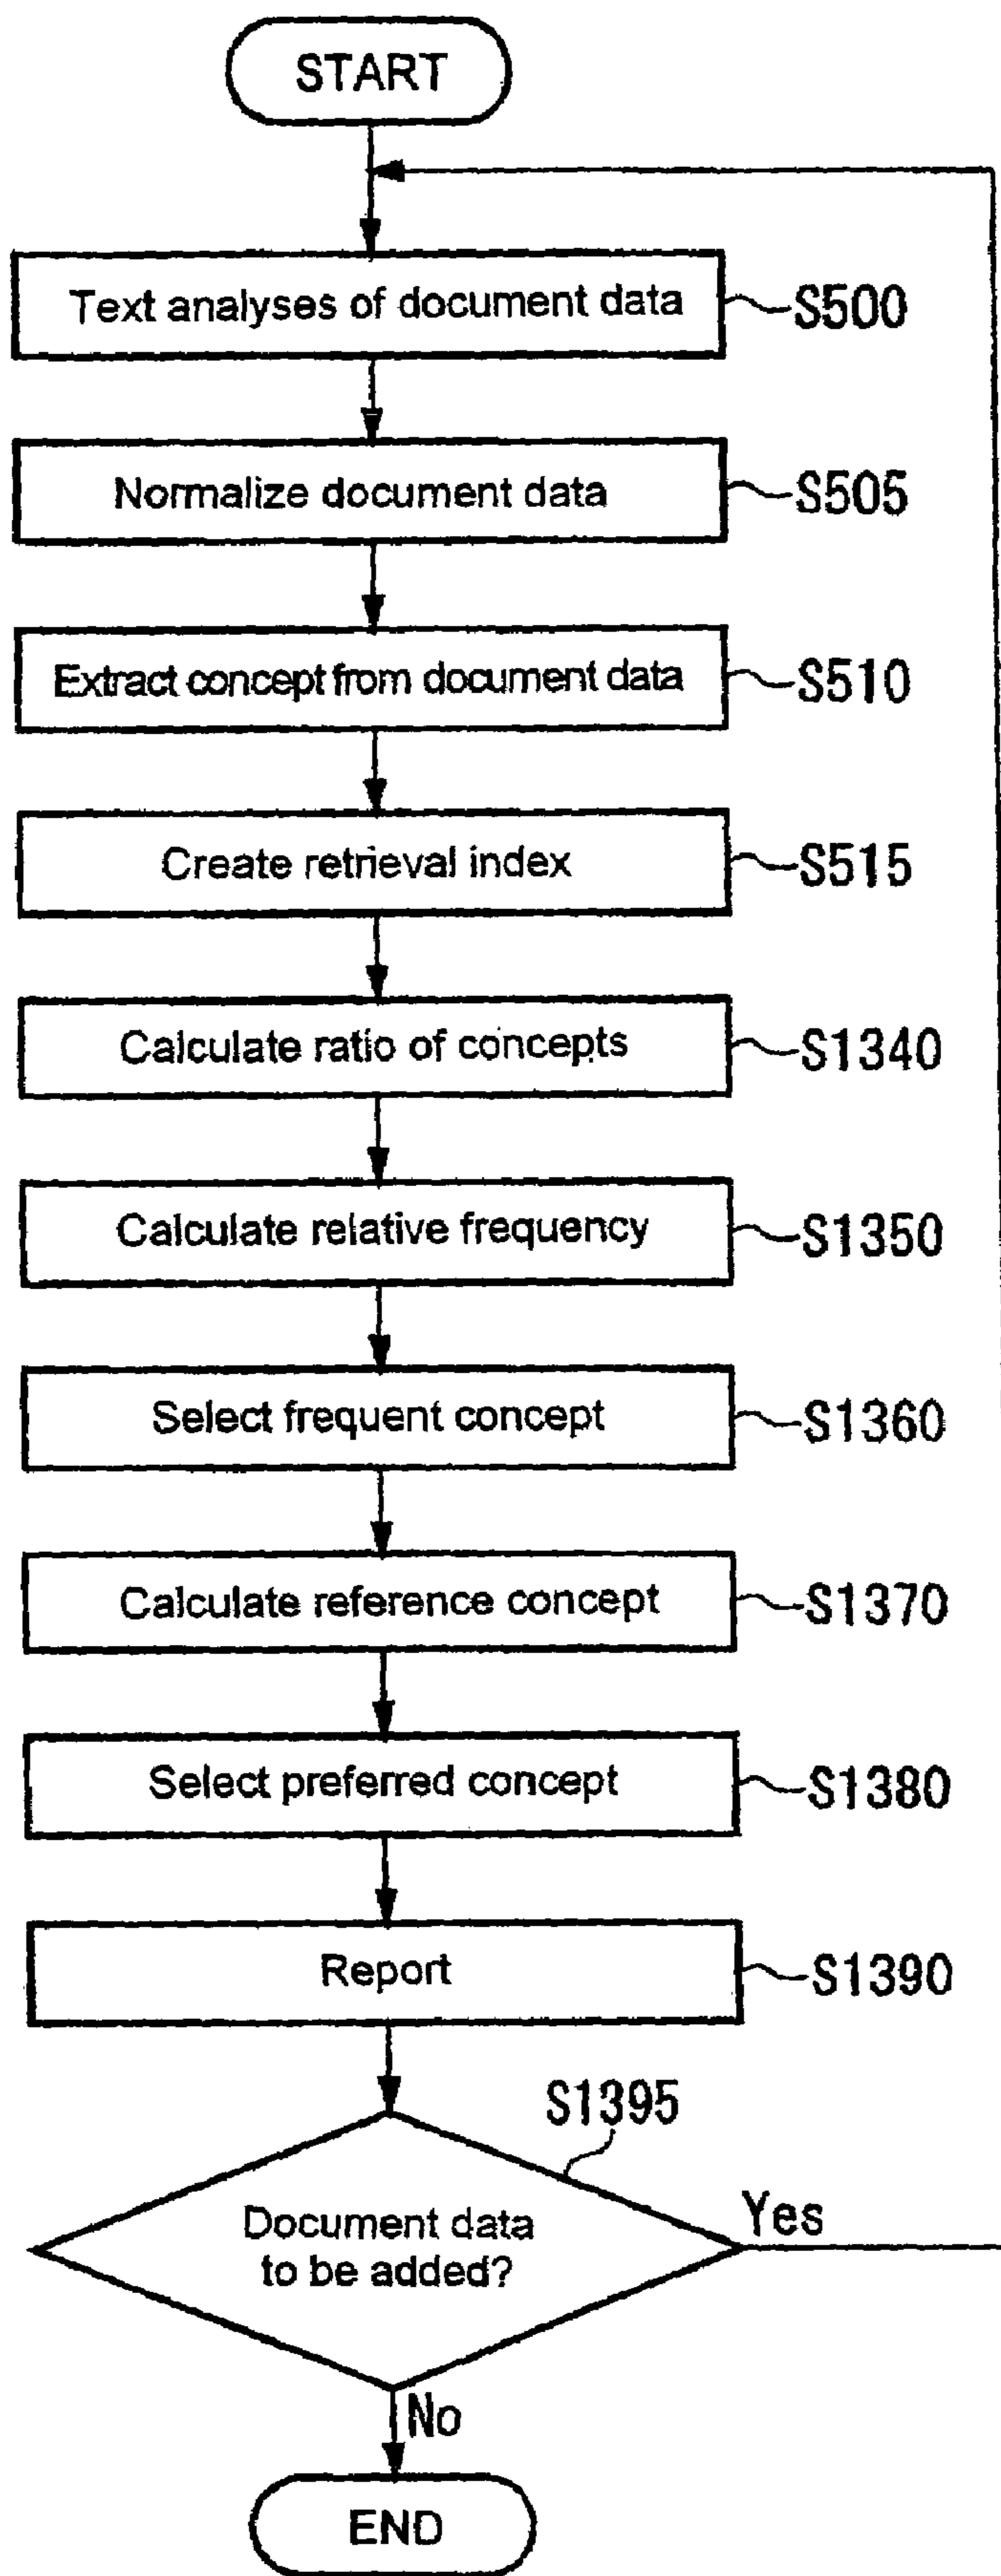 START
Text analyses of document data
S500
Normalize document data
S505
Extract concept from document data
S510
Create retrieval index
S515
Calculate ratio of concepts
S1340
Calculate relative frequency
S1350
Select frequent concept
S1360
Calculate reference concept
S1370
Select preferred concept
S1380
Report
S1390
S1395
Document data
to be added?
Yes
No
END